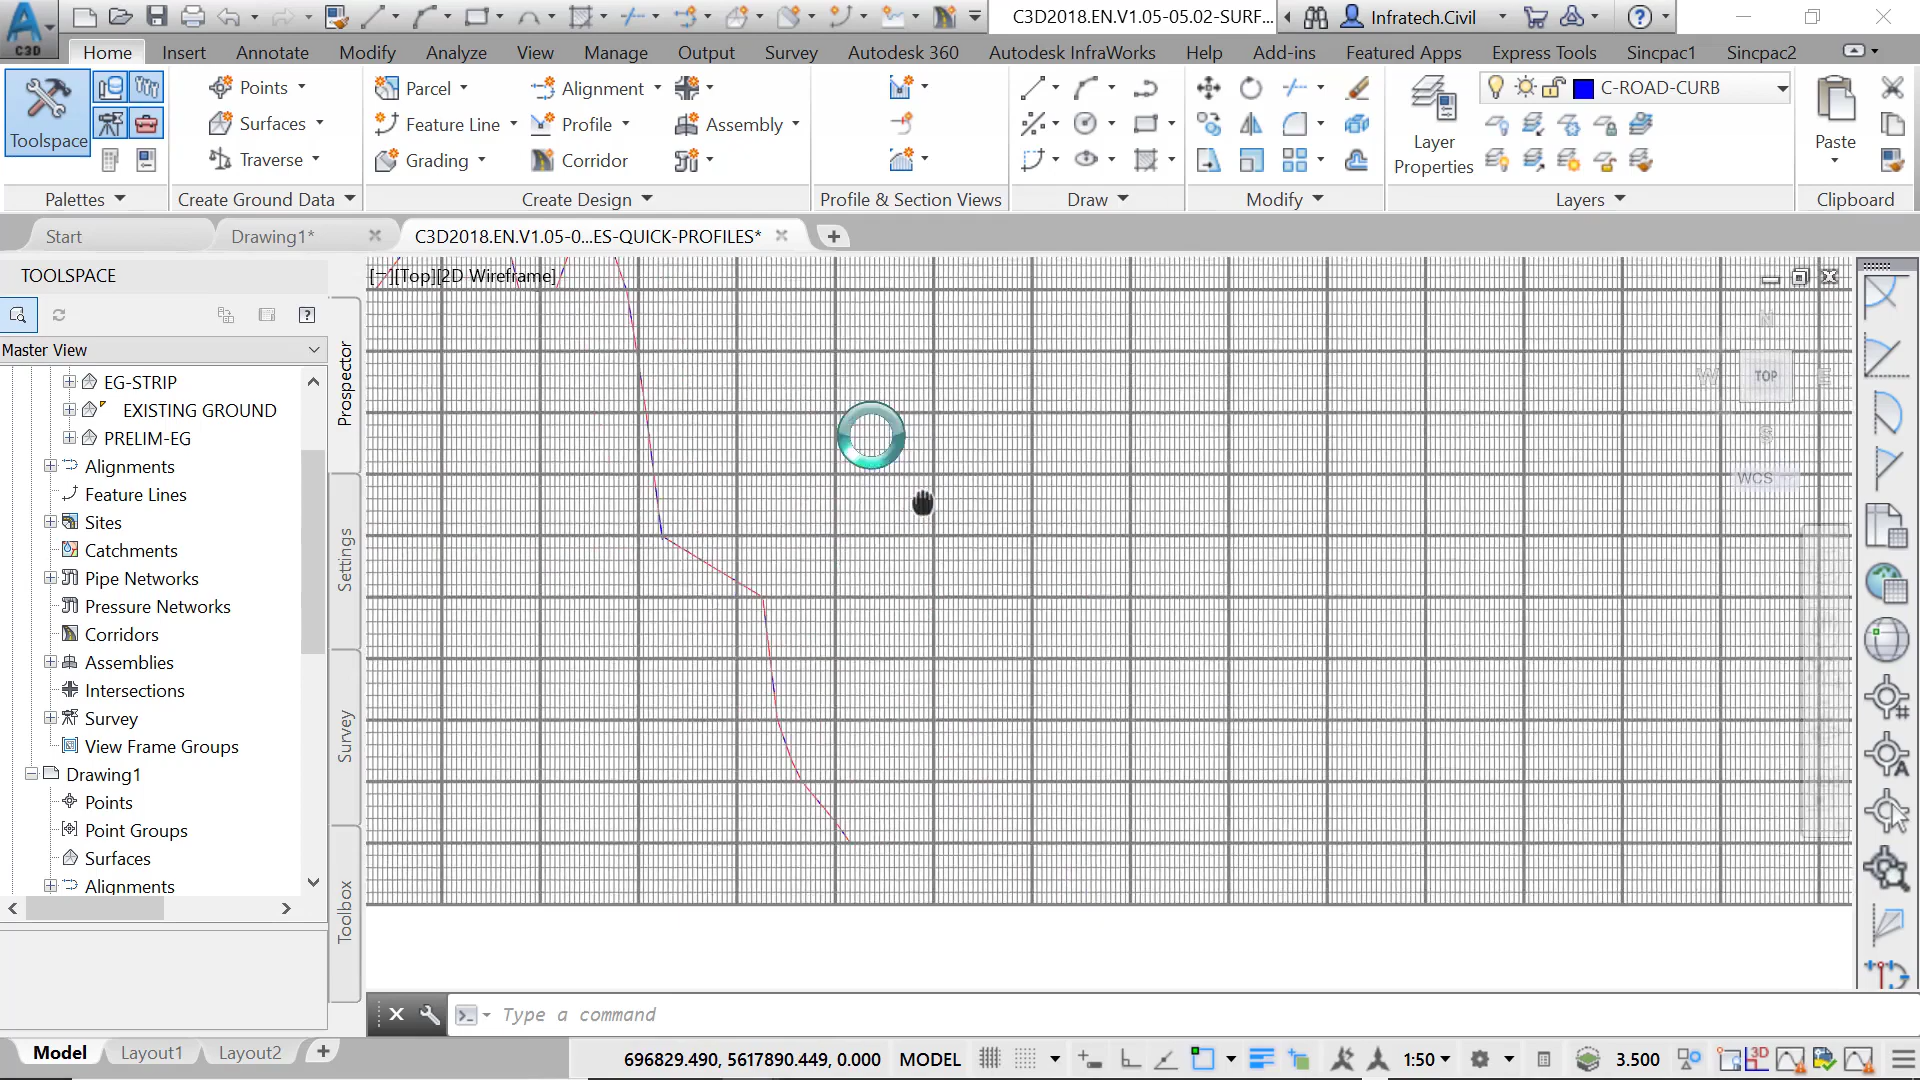 C3D
C3D2018.EN.V1.05-05.02-SURF...
Infratech.Civil
Home
Insert
Annotate
Modify
Analyze
View
Manage
Output
Survey
Autodesk 360
Autodesk InfraWorks
Help
Add-ins
Featured Apps
Express Tools
Sincpac1
Sincpac2
Toolspace
Points
Surfaces
Traverse
Parcel
Feature Line
Grading
Alignment
Profile
Corridor
Assembly
Layer
Properties
C-ROAD-CURB
Paste
Palettes
Create Ground Data
Create Design
Profile & Section Views
Draw
Modify
Layers
Clipboard
Start
Drawing1*
C3D2018.EN.V1.05-0...ES-QUICK-PROFILES*
TOOLSPACE
Master View
EG-STRIP
EXISTING GROUND
PRELIM-EG
Alignments
Feature Lines
Sites
Catchments
Pipe Networks
Pressure Networks
Corridors
Assemblies
Intersections
Survey
View Frame Groups
Drawing1
Points
Point Groups
Surfaces
Alignments
Prospector
Settings
Survey
Toolbox
[−][Top][2D Wireframe]
N
W
TOP
E
S
WCS
Type a command
Model
Layout1
Layout2
696829.490, 5617890.449, 0.000
MODEL
1:50
3.500
3D